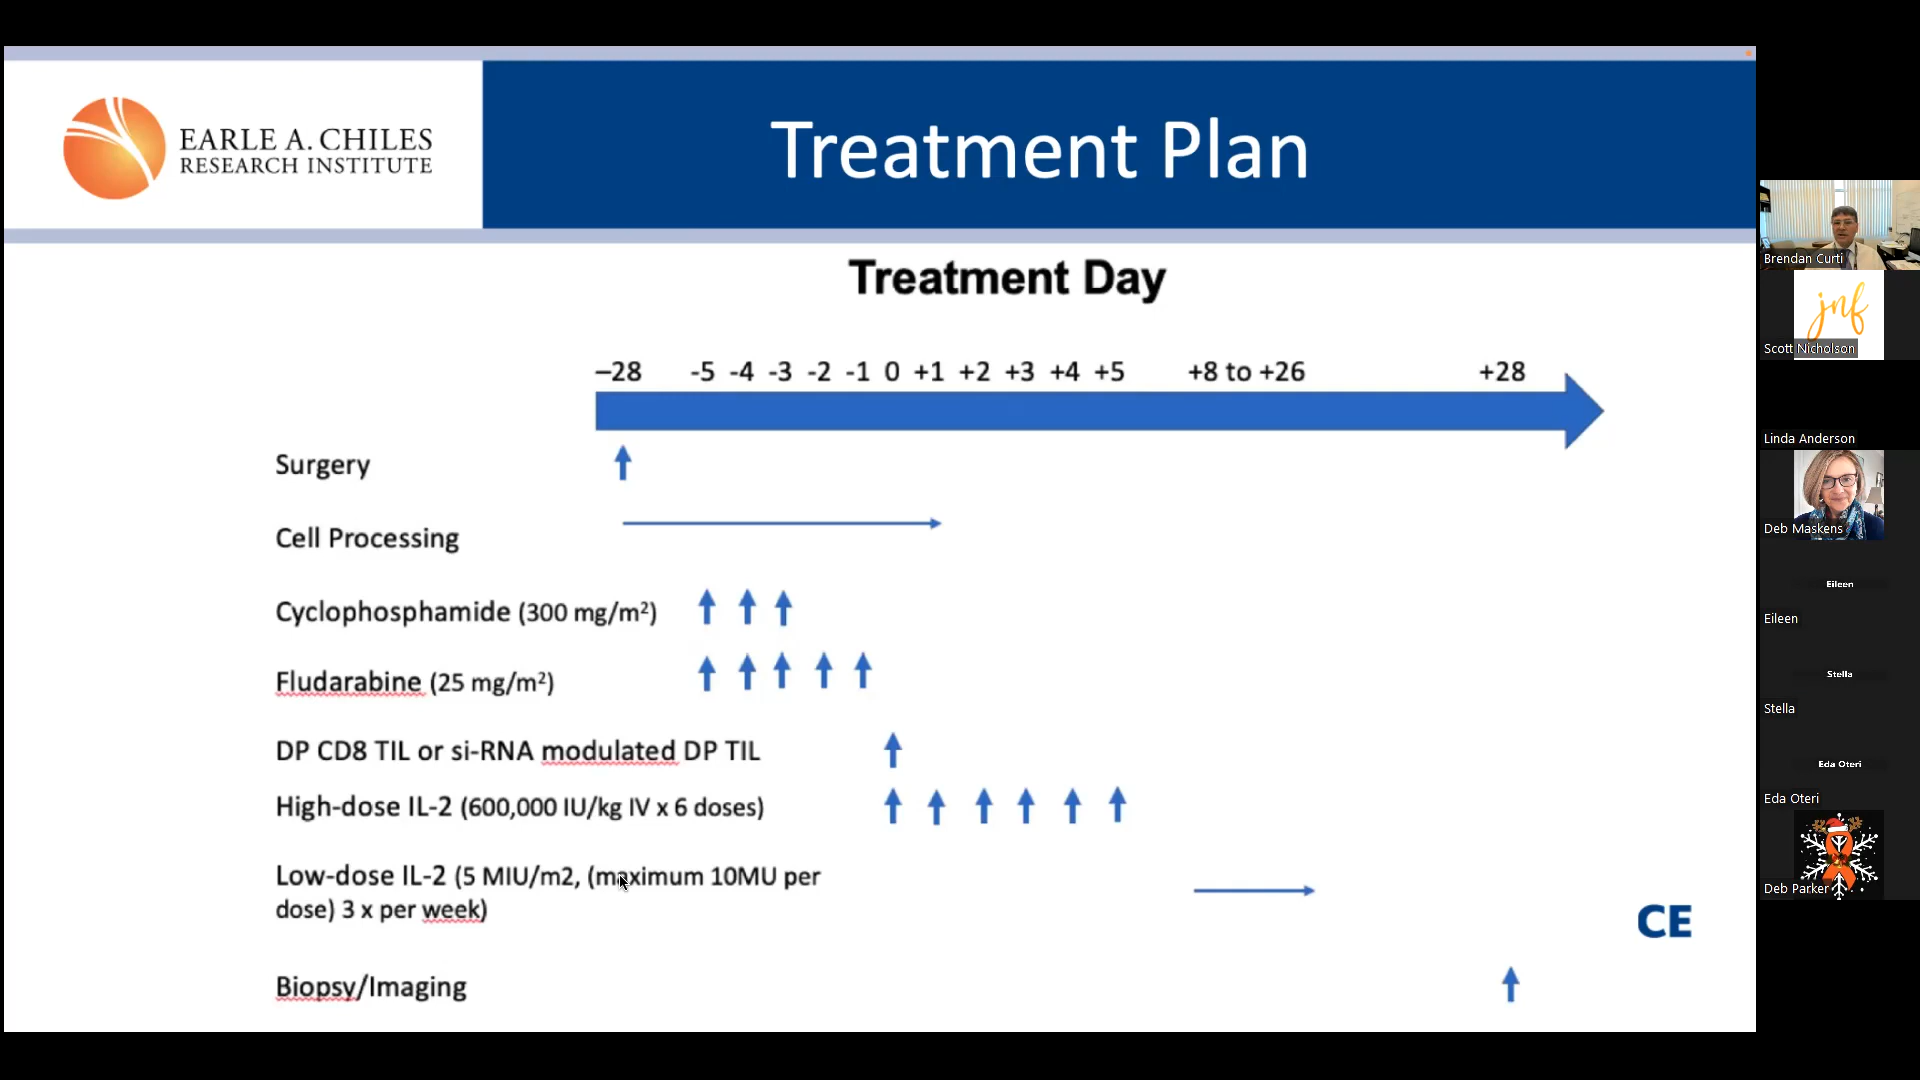 EARLE A. CHILES
RESEARCH INSTITUTE
Treatment Plan
Treatment Day
–28 -5 -4 -3 -2 -1 0 +1 +2 +3 +4 +5 +8 to +26 +28
Surgery
Cell Processing
Cyclophosphamide (300 mg/m²)
Fludarabine (25 mg/m²)
DP CD8 TIL or si-RNA modulated DP TIL
High-dose IL-2 (600,000 IU/kg IV x 6 doses)
Low-dose IL-2 (5 MIU/m2, (maximum 10MU per
dose) 3 x per week)
Biopsy/Imaging
CE
Brendan Curti
jnf
Scott Nicholson
Linda Anderson
Deb Maskens
Eileen
Eileen
Stella
Stella
Eda Oteri
Eda Oteri
Deb Parker